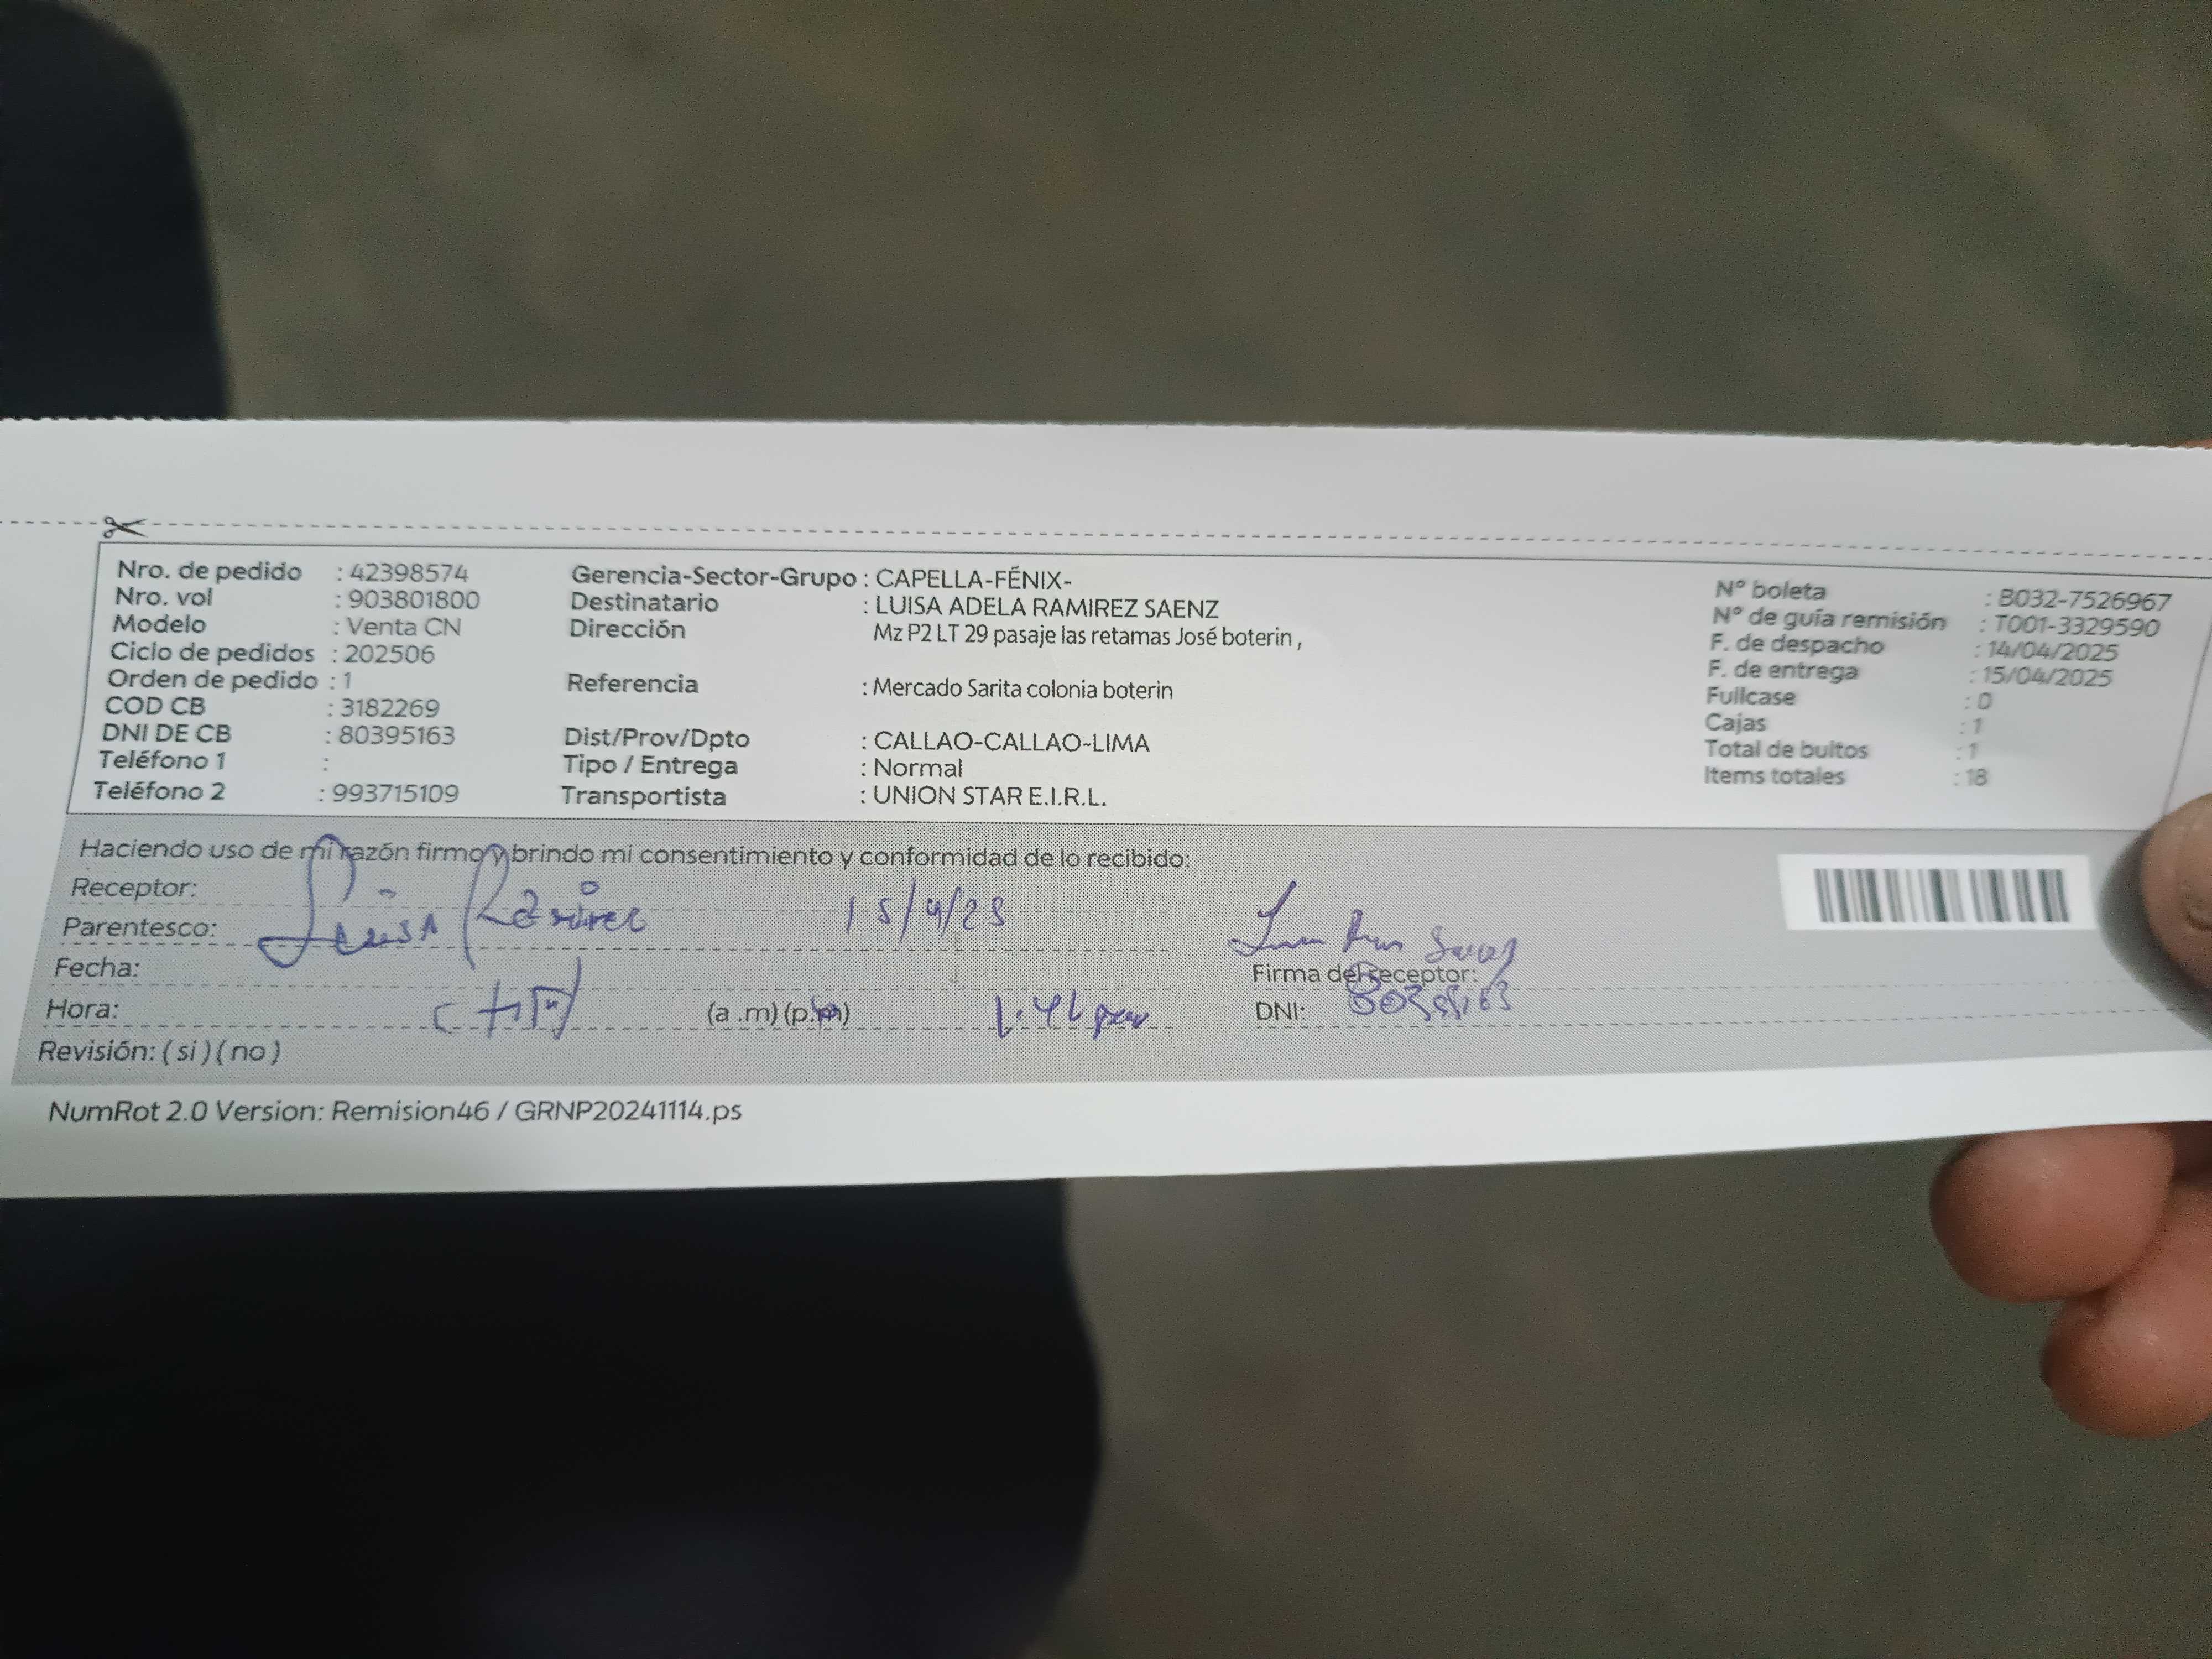 Nro. de pedido : 42398574
Nro. vol : 903801800
Modelo : Venta CN
Ciclo de pedidos : 202506
Orden de pedido : 1
COD CB : 3182269
DNI DE CB : 80395163
Teléfono 1 :
Teléfono 2 : 993715109
Gerencia-Sector-Grupo : CAPELLA-FÉNIX-
Destinatario : LUISA ADELA RAMIREZ SAENZ
Dirección Mz P2 LT 29 pasaje las retamas José boterin ,
Referencia : Mercado Sarita colonia boterin
Dist/Prov/Dpto : CALLAO-CALLAO-LIMA
Tipo / Entrega : Normal
Transportista : UNION STAR E.I.R.L.
N° boleta : B032-7526967
N° de guía remisión : T001-3329590
F. de despacho : 14/04/2025
F. de entrega : 15/04/2025
Fullcase : 0
Cajas : 1
Total de bultos : 1
Items totales : 18
Haciendo uso de mi razón firmo y brindo mi consentimiento y conformidad de lo recibido:
Receptor: Luisa Ramirez
Parentesco:
Fecha:
Hora: (a .m) (p.m)
Revisión: ( si ) ( no )
Firma del receptor:
DNI:
NumRot 2.0 Version: Remision46 / GRNP20241114.ps